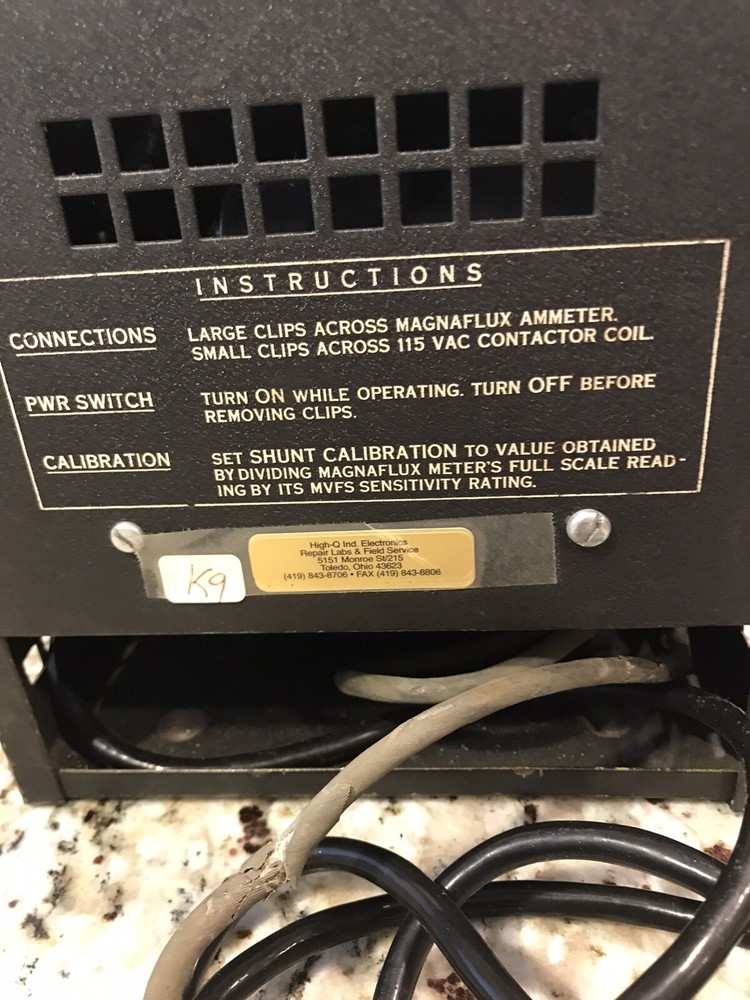 INSTRUCTIONS
CONNECTIONS LARGE CLIPS ACROSS MAGNAFLUX AMMETER.
SMALL CLIPS ACROSS 115 VAC CONTACTOR COIL.
PWR SWITCH TURN ON WHILE OPERATING. TURN OFF BEFORE
REMOVING CLIPS.
CALIBRATION SET SHUNT CALIBRATION TO VALUE OBTAINED
BY DIVIDING MAGNAFLUX METER'S FULL SCALE READ-
ING BY ITS MVFS SENSITIVITY RATING.
K9
High-Q Ind. Electronics
Repair Labs & Field Service
5151 Monroe St/215
Toledo, Ohio 43623
(419) 843-8706 • FAX (419) 843-8806